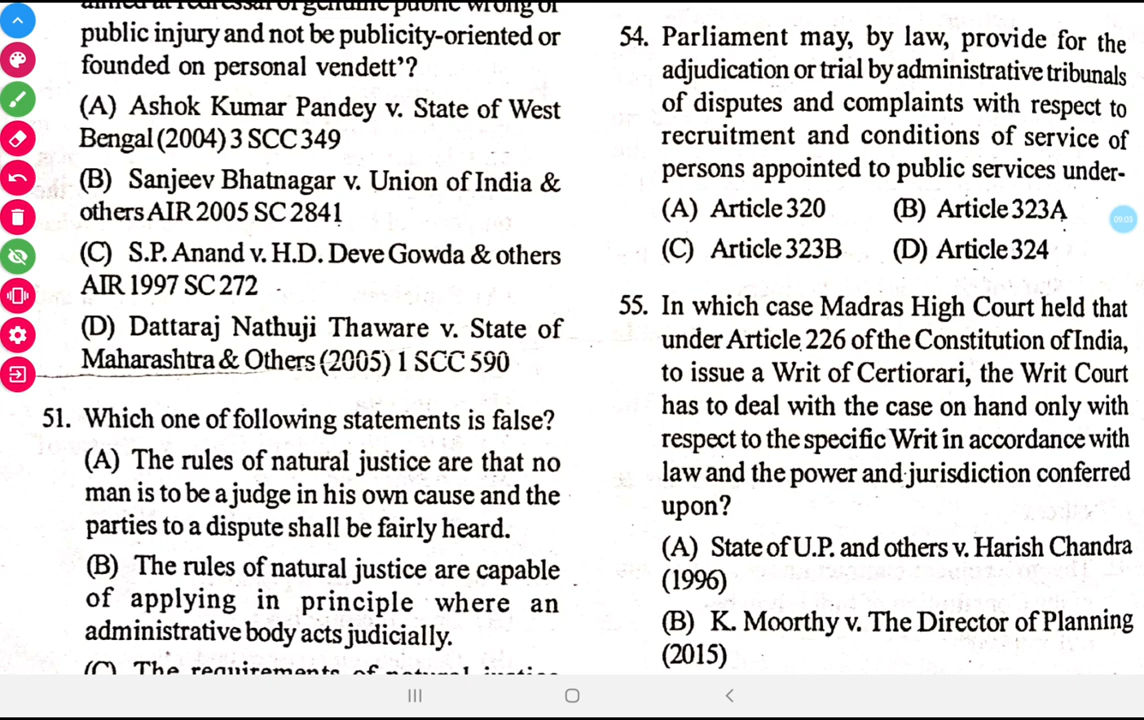 public injury and not be publicity-oriented or
founded on personal vendett’?
(A) Ashok Kumar Pandey v. State of West
Bengal (2004) 3 SCC 349
(B) Sanjeev Bhatnagar v. Union of India &
others AIR 2005 SC 2841
(C) S.P. Anand v. H.D. Deve Gowda & others
AIR 1997 SC 272
(D) Dattaraj Nathuji Thaware v. State of
Maharashtra & Others (2005) 1 SCC 590
51. Which one of following statements is false?
(A) The rules of natural justice are that no
man is to be a judge in his own cause and the
parties to a dispute shall be fairly heard.
(B) The rules of natural justice are capable
of applying in principle where an
administrative body acts judicially.
(C) The requirements of natural justice
54. Parliament may, by law, provide for the
adjudication or trial by administrative tribunals
of disputes and complaints with respect to
recruitment and conditions of service of
persons appointed to public services under-
(A) Article 320 (B) Article 323A
(C) Article 323B (D) Article 324
55. In which case Madras High Court held that
under Article 226 of the Constitution of India,
to issue a Writ of Certiorari, the Writ Court
has to deal with the case on hand only with
respect to the specific Writ in accordance with
law and the power and jurisdiction conferred
upon?
(A) State of U.P. and others v. Harish Chandra
(1996)
(B) K. Moorthy v. The Director of Planning
(2015)
09:03